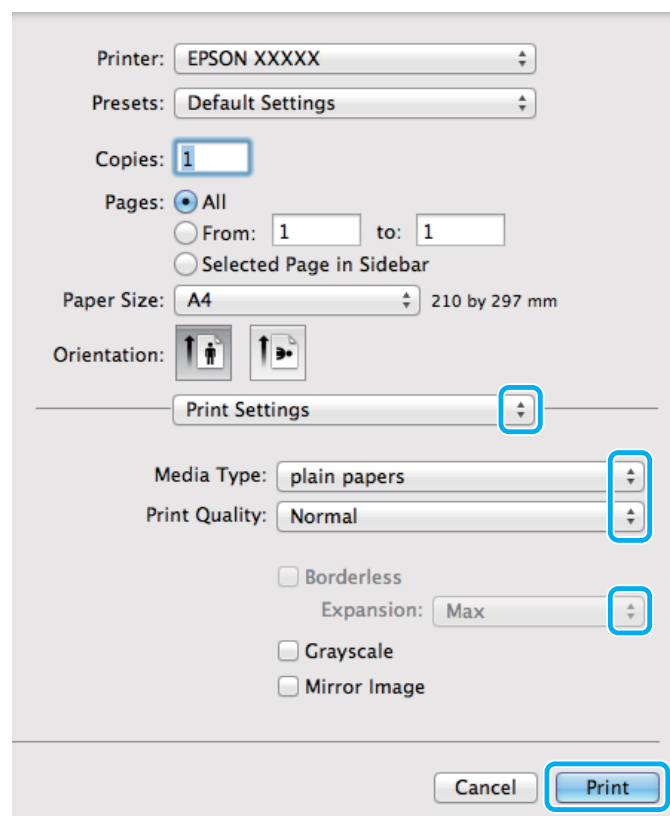 Printer: EPSON XXXXX
Presets: Default Settings
Copies: 1
Pages: All
From: 1 to: 1
Selected Page in Sidebar
Paper Size: A4 210 by 297 mm
Orientation:
Print Settings
Media Type: plain papers
Print Quality: Normal
Borderless
Expansion: Max
Grayscale
Mirror Image
Cancel Print